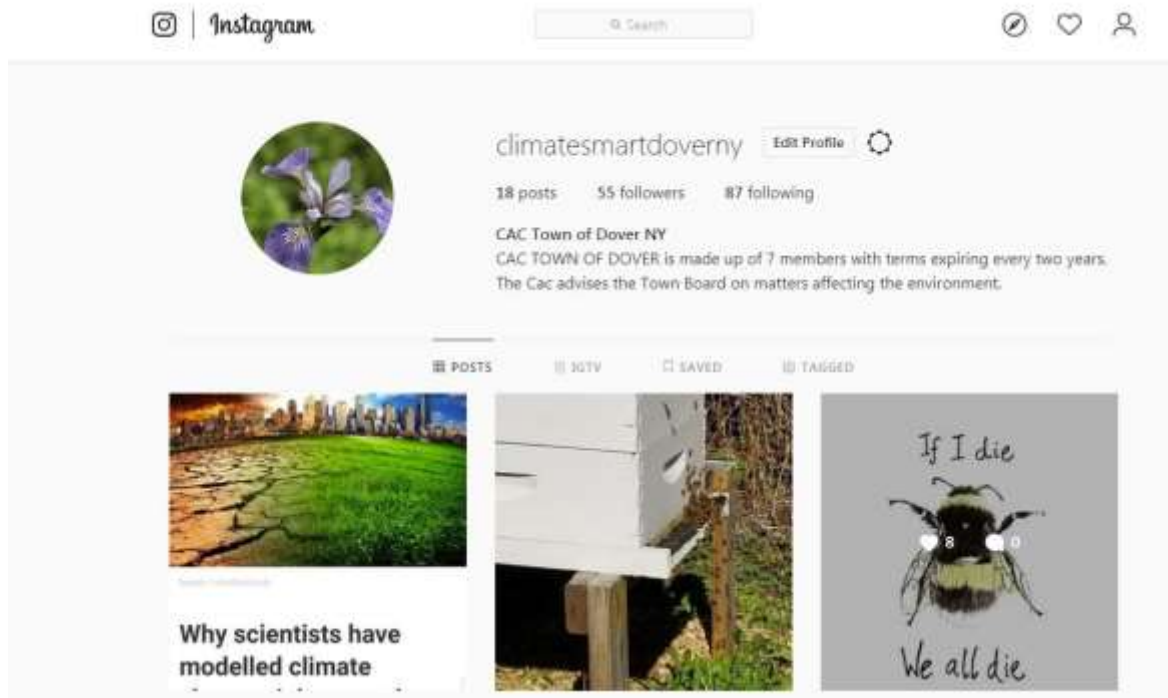 Instagram
Search
climatesmartdoverny Edit Profile
18 posts 55 followers 87 following
CAC Town of Dover NY
CAC TOWN OF DOVER is made up of 7 members with terms expiring every two years.
The Cac advises the Town Board on matters affecting the environment.
POSTS IGTV SAVED TAGGED
If I die
8 0
We all die
Why scientists have
modelled climate